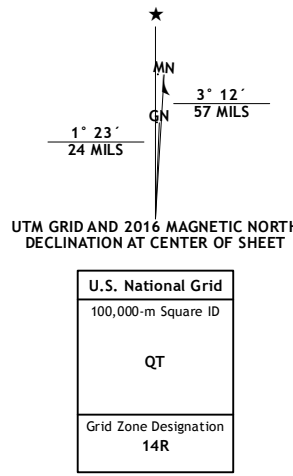 ★
MN
3° 12´
57 MILS
GN
1° 23´
24 MILS
UTM GRID AND 2016 MAGNETIC NORTH
DECLINATION AT CENTER OF SHEET
U.S. National Grid
100,000-m Square ID
QT
Grid Zone Designation
14R